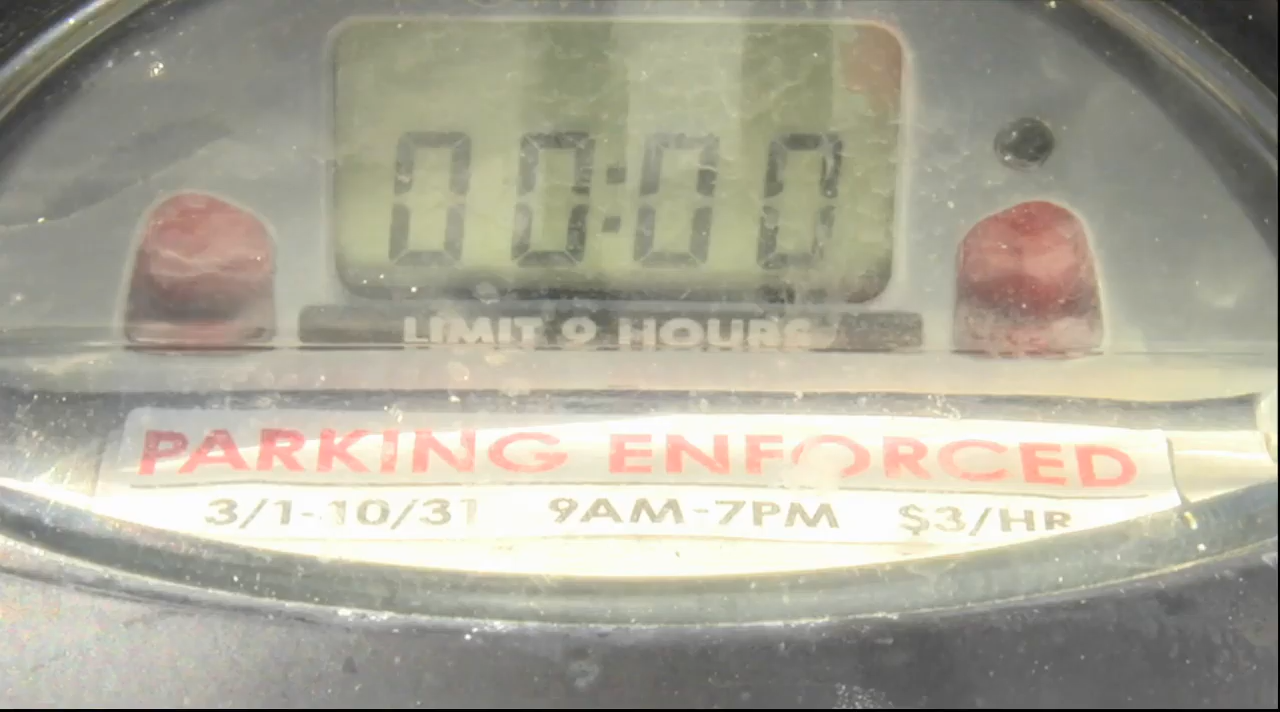 00:00
LIMIT 9 HOURS
PARKING ENFORCED
3/1-10/31 9AM-7PM $3/HR